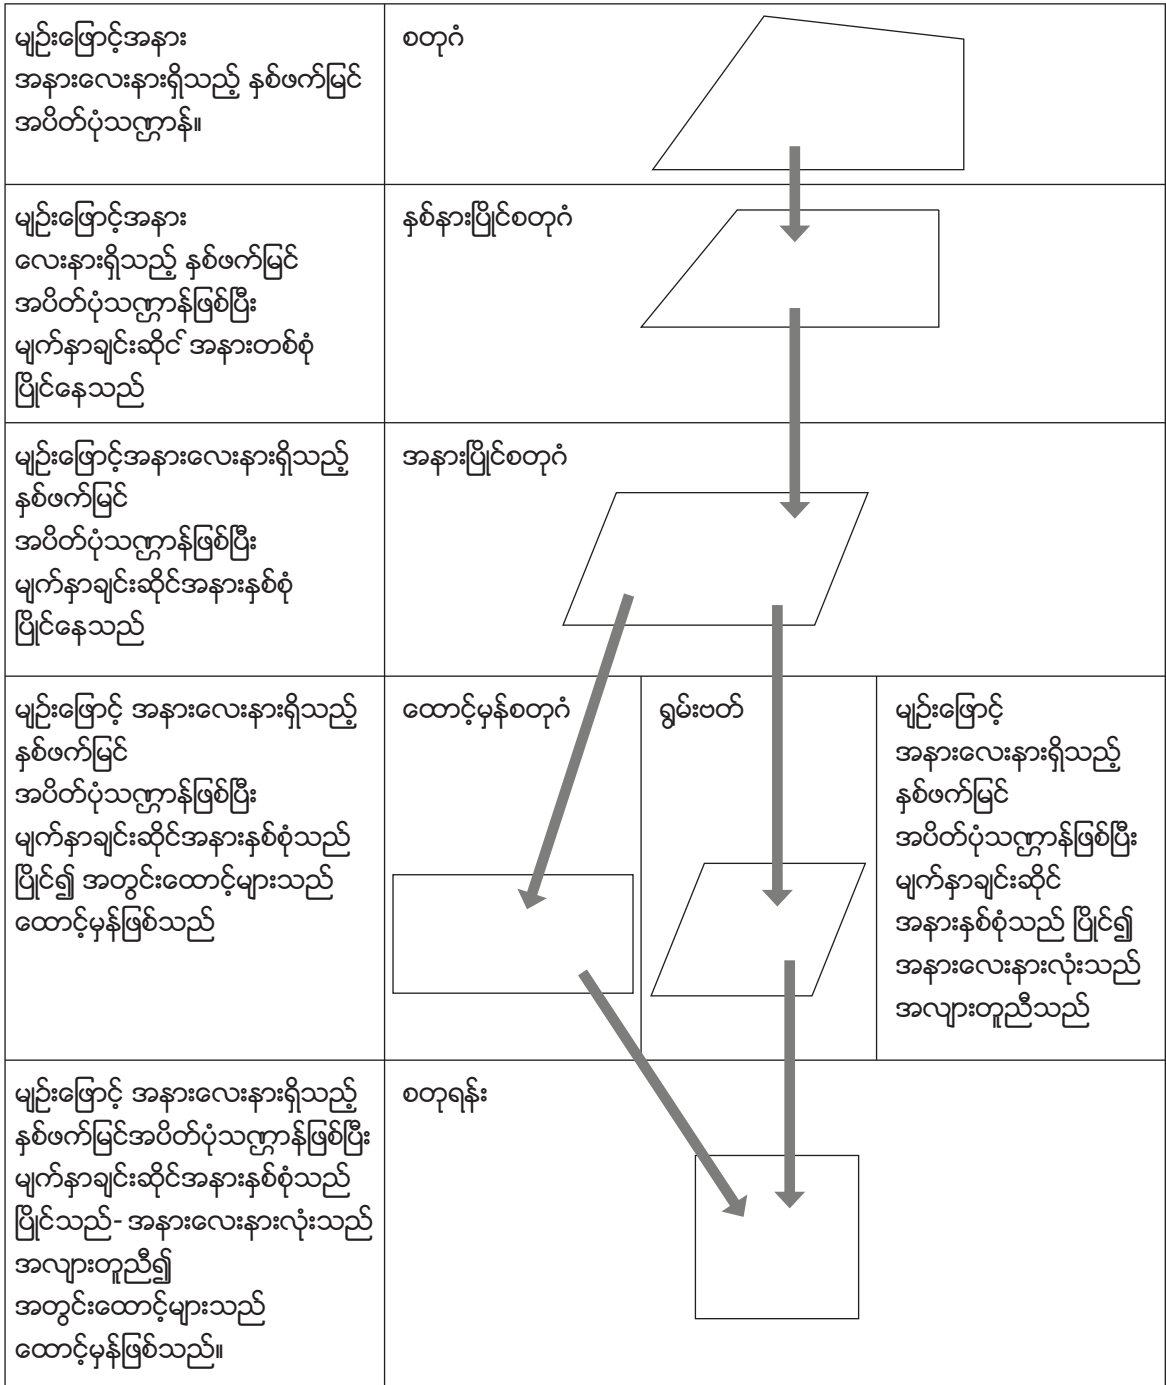 မျဉ်းဖြောင့်အနား
အနားလေးနားရှိသည့် နှစ်ဖက်မြင်
အပိတ်ပုံသဏ္ဌာန်။
စတုဂံ
မျဉ်းဖြောင့်အနား
လေးနားရှိသည့် နှစ်ဖက်မြင်
အပိတ်ပုံသဏ္ဌာန်ဖြစ်ပြီး
မျက်နှာချင်းဆိုင် အနားတစ်စုံ
ပြိုင်နေသည်
နှစ်နားပြိုင်စတုဂံ
မျဉ်းဖြောင့်အနားလေးနားရှိသည့်
နှစ်ဖက်မြင်
အပိတ်ပုံသဏ္ဌာန်ဖြစ်ပြီး
မျက်နှာချင်းဆိုင်အနားနှစ်စုံ
ပြိုင်နေသည်
အနားပြိုင်စတုဂံ
မျဉ်းဖြောင့် အနားလေးနားရှိသည့်
နှစ်ဖက်မြင်
အပိတ်ပုံသဏ္ဌာန်ဖြစ်ပြီး
မျက်နှာချင်းဆိုင်အနားနှစ်စုံသည်
ပြိုင်၍ အတွင်းထောင့်များသည်
ထောင့်မှန်ဖြစ်သည်
ထောင့်မှန်စတုဂံ
ရွမ်းဗတ်
မျဉ်းဖြောင့်
အနားလေးနားရှိသည့်
နှစ်ဖက်မြင်
အပိတ်ပုံသဏ္ဌာန်ဖြစ်ပြီး
မျက်နှာချင်းဆိုင်
အနားနှစ်စုံသည် ပြိုင်၍
အနားလေးနားလုံးသည်
အလျားတူညီသည်
မျဉ်းဖြောင့် အနားလေးနားရှိသည့်
နှစ်ဖက်မြင်အပိတ်ပုံသဏ္ဌာန်ဖြစ်ပြီး
မျက်နှာချင်းဆိုင်အနားနှစ်စုံသည်
ပြိုင်သည်- အနားလေးနားလုံးသည်
အလျားတူညီ၍
အတွင်းထောင့်များသည်
ထောင့်မှန်ဖြစ်သည်။
စတုရန်း